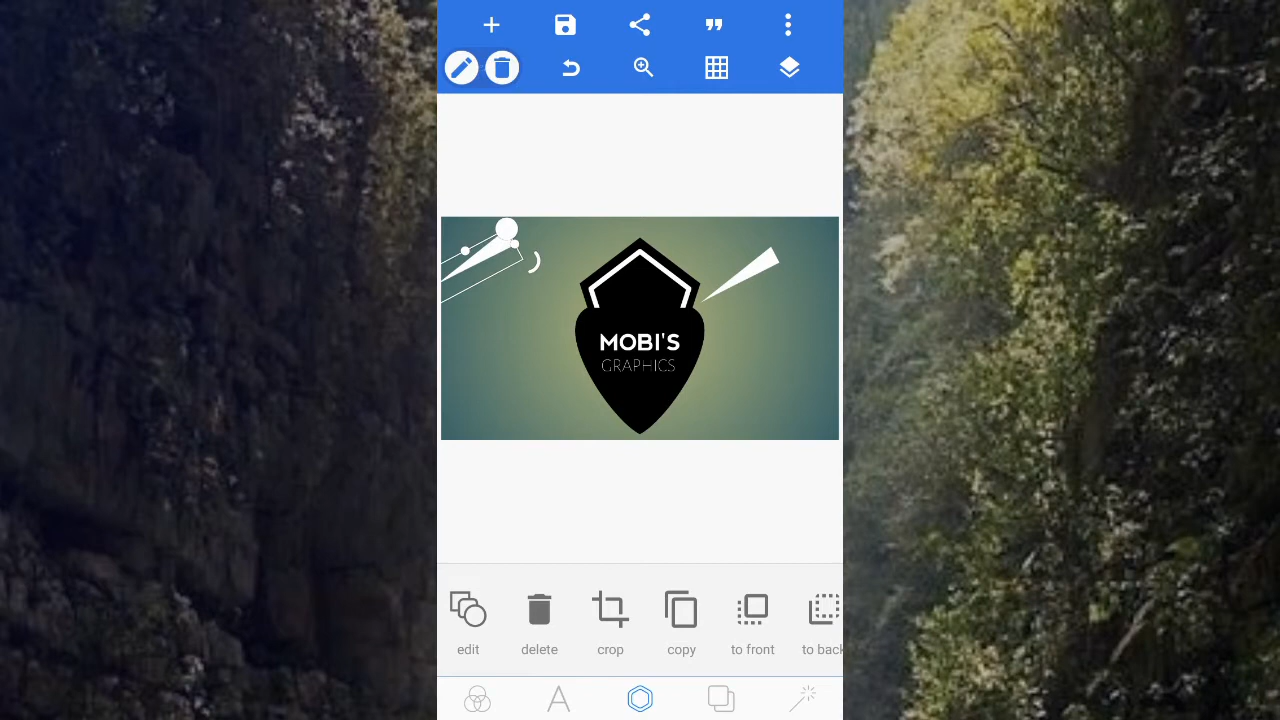 MOBI'S
GRAPHICS
edit
delete
crop
copy
to front
to back